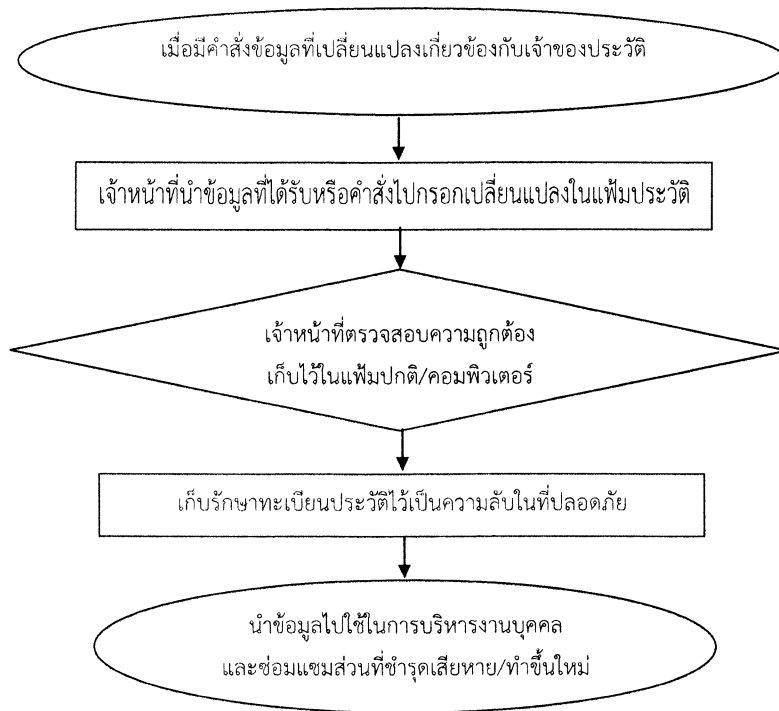 เมื่อมีคำสั่งข้อมูลที่เปลี่ยนแปลงเกี่ยวข้องกับเจ้าของประวัติ
เจ้าหน้าที่นำข้อมูลที่ได้รับหรือคำสั่งไปกรอกเปลี่ยนแปลงในแฟ้มประวัติ
เจ้าหน้าที่ตรวจสอบความถูกต้อง
เก็บไว้ในแฟ้มปกติ/คอมพิวเตอร์
เก็บรักษาทะเบียนประวัติไว้เป็นความลับในที่ปลอดภัย
นำข้อมูลไปใช้ในการบริหารงานบุคคล
และซ่อมแซมส่วนที่ชำรุดเสียหาย/ทำขึ้นใหม่